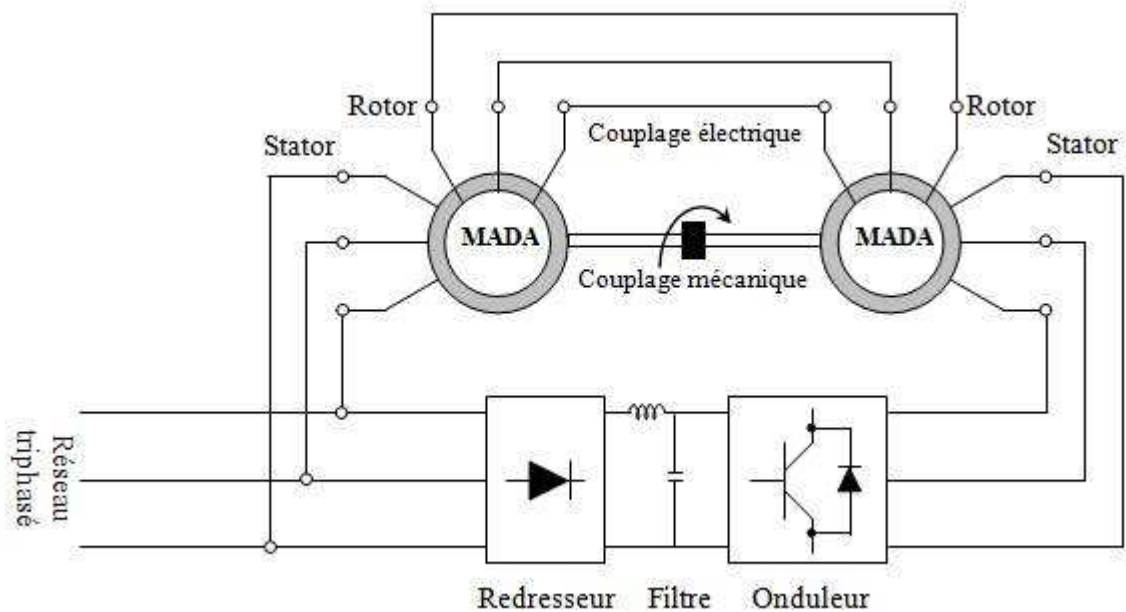 Rotor
Rotor
Couplage électrique
Stator
Stator
MADA
MADA
Couplage mécanique
Réseau
triphasé
Redresseur
Filtre
Onduleur